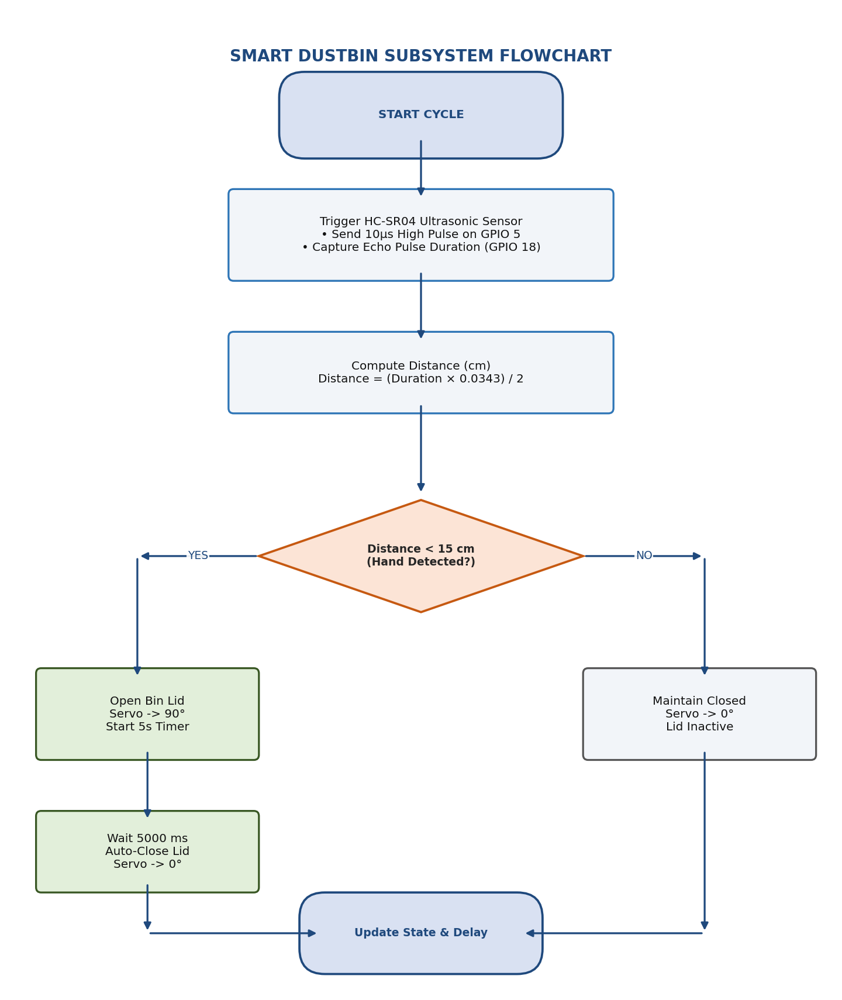 SMART DUSTBIN SUBSYSTEM FLOWCHART
START CYCLE
Trigger HC-SR04 Ultrasonic Sensor
• Send 10µs High Pulse on GPIO 5
• Capture Echo Pulse Duration (GPIO 18)
Compute Distance (cm)
Distance = (Duration × 0.0343) / 2
Distance < 15 cm
(Hand Detected?)
YES
NO
Open Bin Lid
Servo -> 90°
Start 5s Timer
Maintain Closed
Servo -> 0°
Lid Inactive
Wait 5000 ms
Auto-Close Lid
Servo -> 0°
Update State & Delay